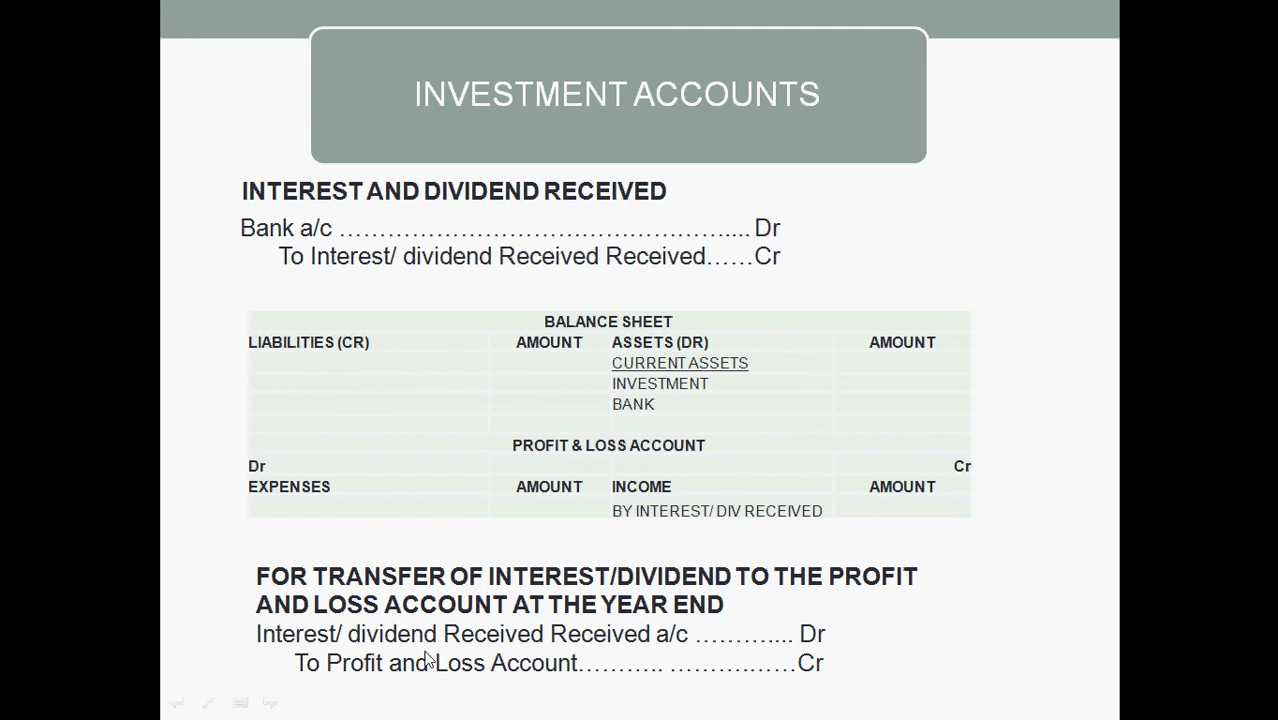 INVESTMENT ACCOUNTS
INTEREST AND DIVIDEND RECEIVED
Bank a/c ……………………………………….…….... Dr
To Interest/ dividend Received Received……Cr
BALANCE SHEET
LIABILITIES (CR) AMOUNT ASSETS (DR) AMOUNT
CURRENT ASSETS
INVESTMENT
BANK
PROFIT & LOSS ACCOUNT
Dr Cr
EXPENSES AMOUNT INCOME AMOUNT
BY INTEREST/ DIV RECEIVED
FOR TRANSFER OF INTEREST/DIVIDEND TO THE PROFIT
AND LOSS ACCOUNT AT THE YEAR END
Interest/ dividend Received Received a/c ……….... Dr
To Profit and Loss Account……….. ……….……Cr